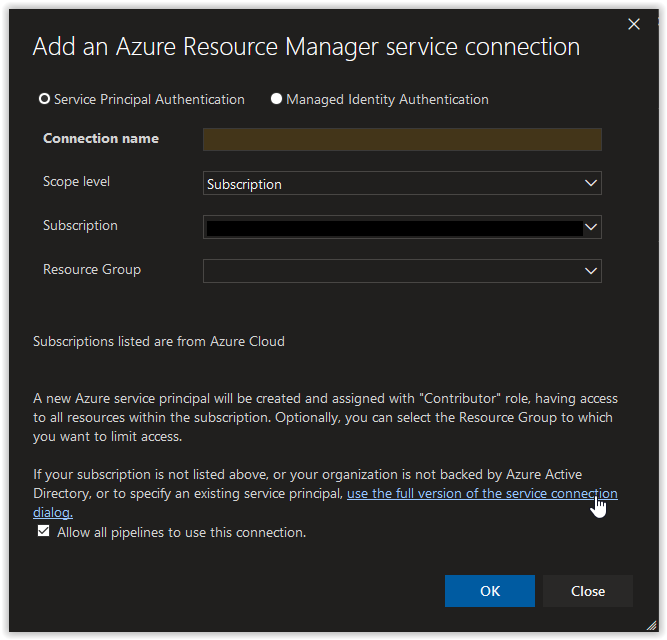 Add an Azure Resource Manager service connection
Service Principal Authentication Managed Identity Authentication
Connection name
Scope level Subscription
Subscription
Resource Group
Subscriptions listed are from Azure Cloud
A new Azure service principal will be created and assigned with "Contributor" role, having access
to all resources within the subscription. Optionally, you can select the Resource Group to which
you want to limit access.
If your subscription is not listed above, or your organization is not backed by Azure Active
Directory, or to specify an existing service principal, use the full version of the service connection
dialog.
Allow all pipelines to use this connection.
OK Close